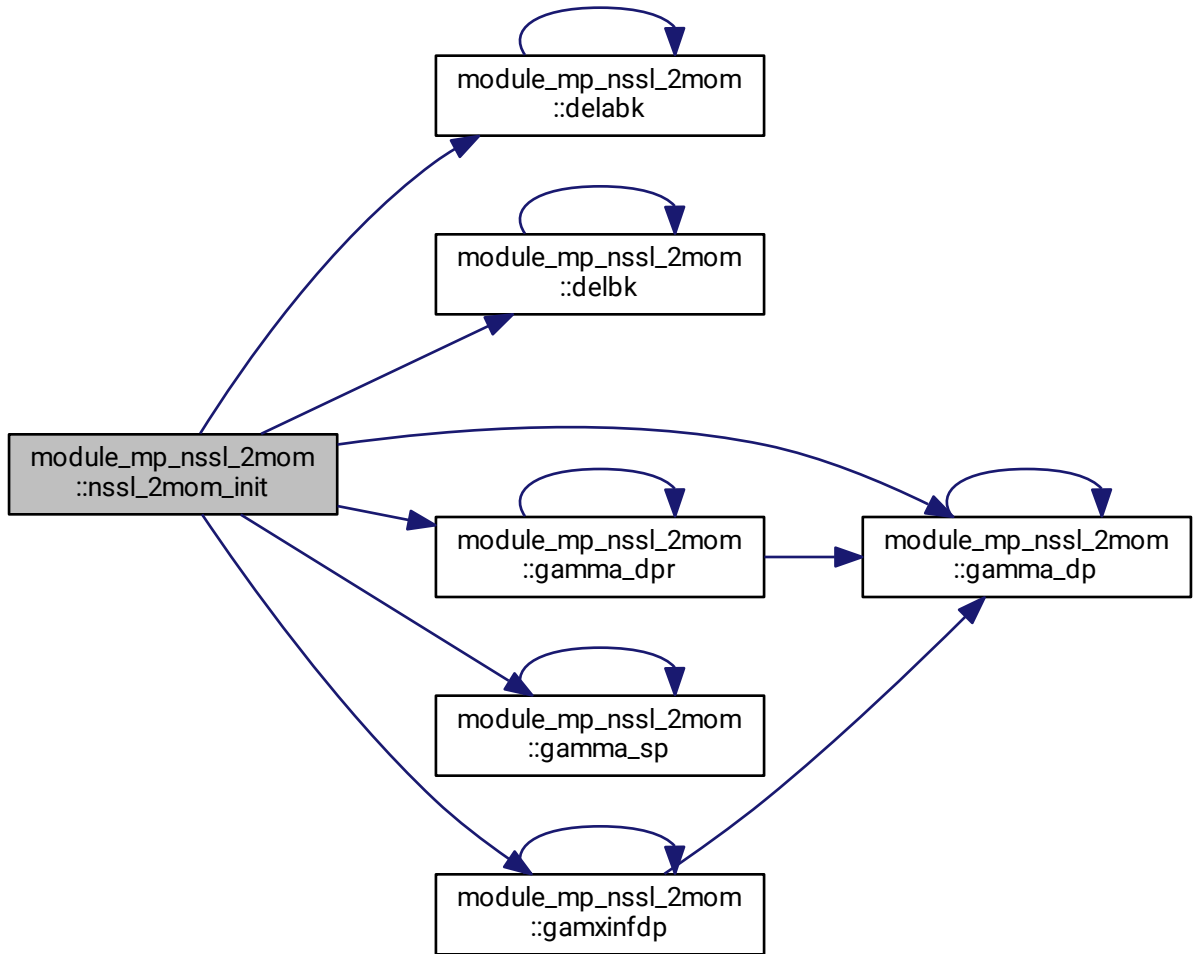 module_mp_nssl_2mom
::delabk
module_mp_nssl_2mom
::delbk
module_mp_nssl_2mom
::nssl_2mom_init
module_mp_nssl_2mom
::gamma_dpr
module_mp_nssl_2mom
::gamma_dp
module_mp_nssl_2mom
::gamma_sp
module_mp_nssl_2mom
::gamxinfdp